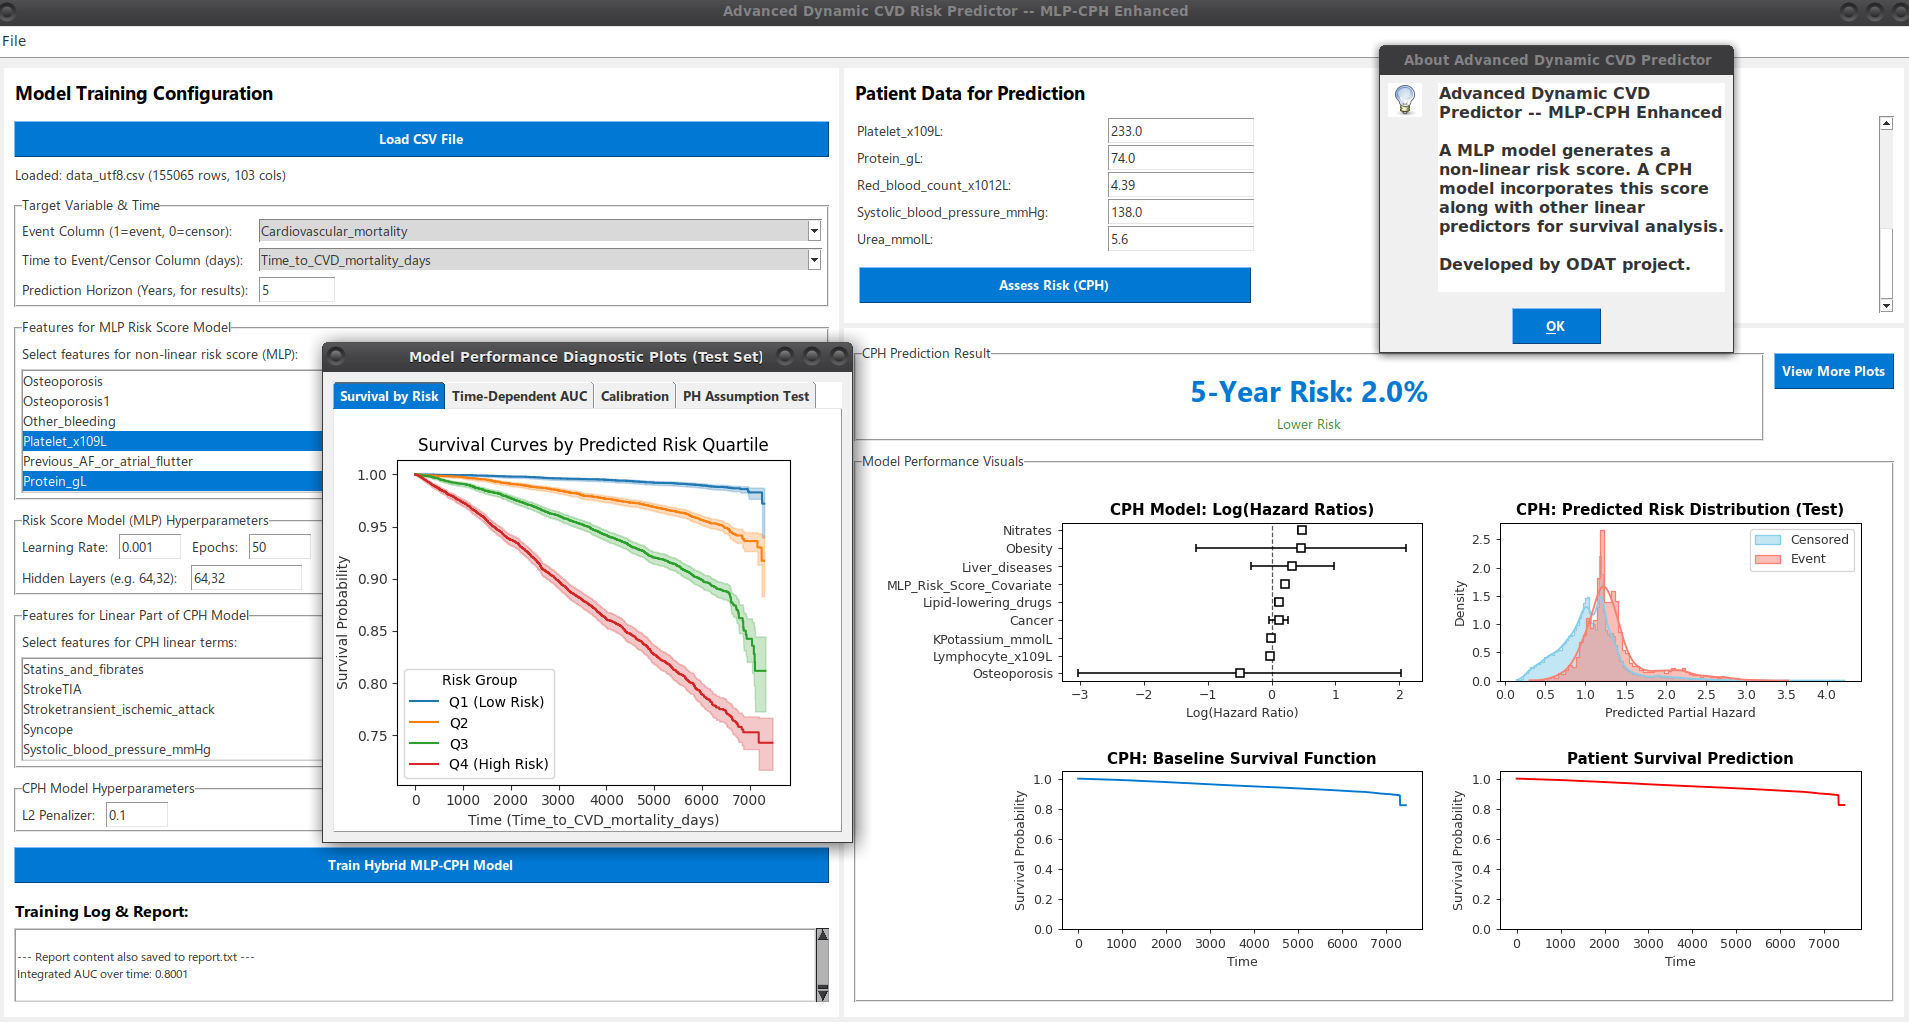 Advanced Dynamic CVD Risk Predictor -- MLP-CPH Enhanced
File
Model Training Configuration
Load CSV File
Loaded: data_utf8.csv (155065 rows, 103 cols)
Target Variable & Time
Event Column (1=event, 0=censor):
Cardiovascular_mortality
Time to Event/Censor Column (days):
Time_to_CVD_mortality_days
Prediction Horizon (Years, for results):
5
Features for MLP Risk Score Model
Select features for non-linear risk score (MLP):
Osteoporosis
Osteoporosis1
Other_bleeding
Platelet_x109L
Previous_AF_or_atrial_flutter
Protein_gL
Risk Score Model (MLP) Hyperparameters
Learning Rate:
0.001
Epochs:
50
Hidden Layers (e.g. 64,32):
64,32
Features for Linear Part of CPH Model
Select features for CPH linear terms:
Statins_and_fibrates
StrokeTIA
Stroketransient_ischemic_attack
Syncope
Systolic_blood_pressure_mmHg
CPH Model Hyperparameters
L2 Penalizer:
0.1
Train Hybrid MLP-CPH Model
Training Log & Report:
--- Report content also saved to report.txt ---
Integrated AUC over time: 0.8001
Model Performance Diagnostic Plots (Test Set)
Survival by Risk
Time-Dependent AUC
Calibration
PH Assumption Test
Survival Curves by Predicted Risk Quartile
Survival Probability
1.00
0.95
0.90
0.85
0.80
0.75
Risk Group
Q1 (Low Risk)
Q2
Q3
Q4 (High Risk)
0 1000 2000 3000 4000 5000 6000 7000
Time (Time_to_CVD_mortality_days)
Patient Data for Prediction
Platelet_x109L:
233.0
Protein_gL:
74.0
Red_blood_count_x1012L:
4.39
Systolic_blood_pressure_mmHg:
138.0
Urea_mmolL:
5.6
Assess Risk (CPH)
About Advanced Dynamic CVD Predictor
Advanced Dynamic CVD
Predictor -- MLP-CPH Enhanced
A MLP model generates a
non-linear risk score. A CPH
model incorporates this score
along with other linear
predictors for survival analysis.
Developed by ODAT project.
OK
CPH Prediction Result
5-Year Risk: 2.0%
Lower Risk
View More Plots
Model Performance Visuals
CPH Model: Log(Hazard Ratios)
Nitrates
Obesity
Liver_diseases
MLP_Risk_Score_Covariate
Lipid-lowering_drugs
Cancer
KPotassium_mmolL
Lymphocyte_x109L
Osteoporosis
−3 −2 −1 0 1 2
Log(Hazard Ratio)
CPH: Predicted Risk Distribution (Test)
Density
2.5
2.0
1.5
1.0
0.5
0.0
Censored
Event
0.0 0.5 1.0 1.5 2.0 2.5 3.0 3.5 4.0
Predicted Partial Hazard
CPH: Baseline Survival Function
Survival Probability
1.0
0.8
0.6
0.4
0.2
0.0
0 1000 2000 3000 4000 5000 6000 7000
Time
Patient Survival Prediction
Survival Probability
1.0
0.8
0.6
0.4
0.2
0.0
0 1000 2000 3000 4000 5000 6000 7000
Time